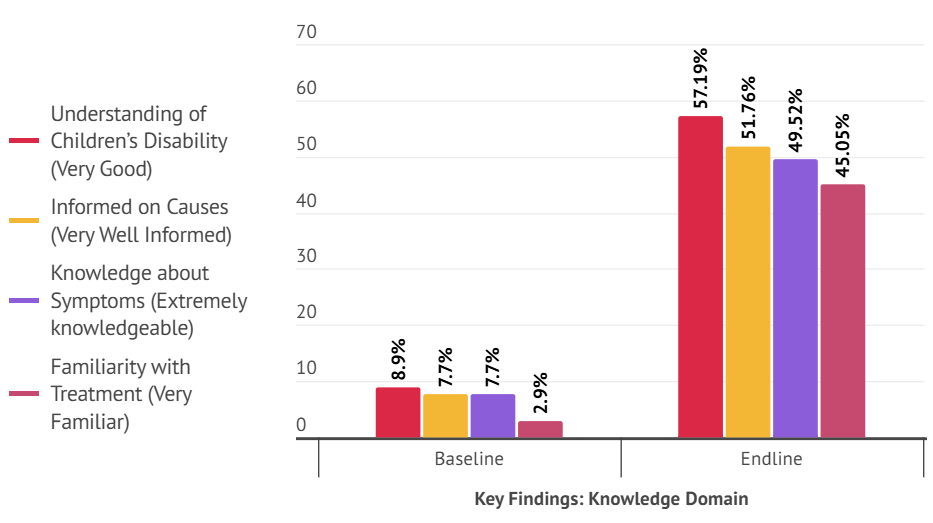 Understanding of
Children's Disability
(Very Good)
Informed on Causes
(Very Well Informed)
Knowledge about
Symptoms (Extremely
knowledgeable)
Familiarity with
Treatment (Very
Familiar)
70
60
50
40
30
20
10
0
8.9%
7.7%
7.7%
2.9%
57.19%
51.76%
49.52%
45.05%
Baseline
Endline
Key Findings: Knowledge Domain